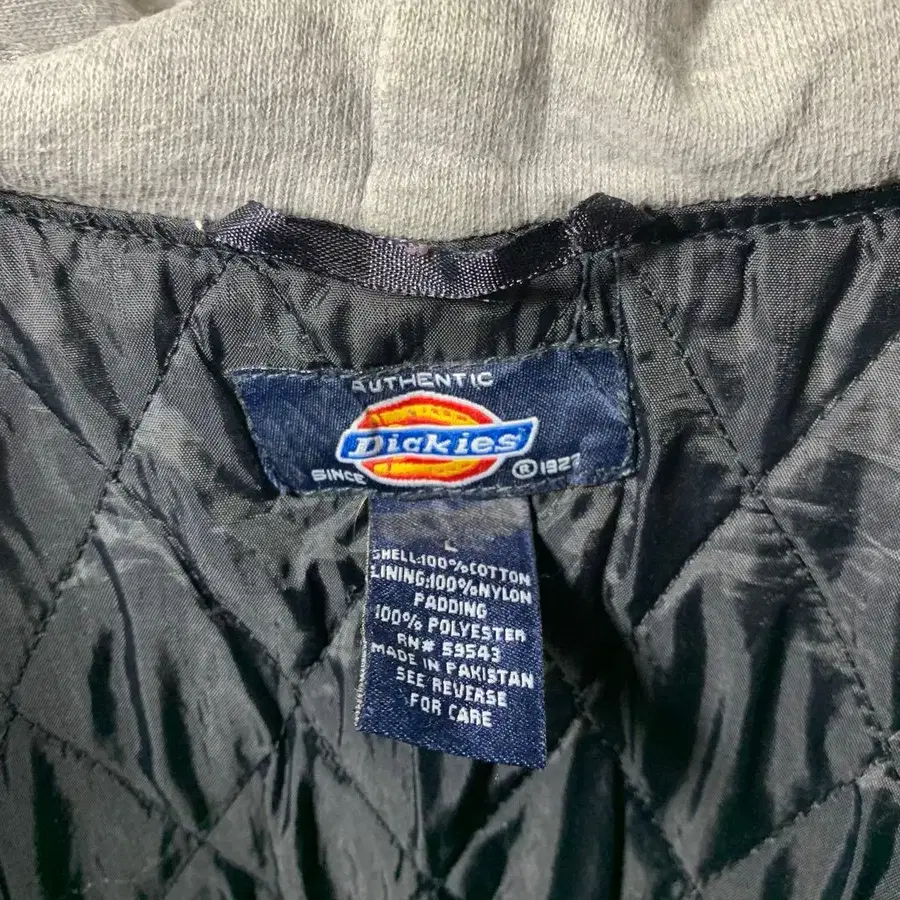 AUTHENTIC
Dickies
SINCE ® 1927
L
SHELL:100%COTTON
LINING:100%NYLON
PADDING
100% POLYESTER
RN# 59543
MADE IN PAKISTAN
SEE REVERSE
FOR CARE